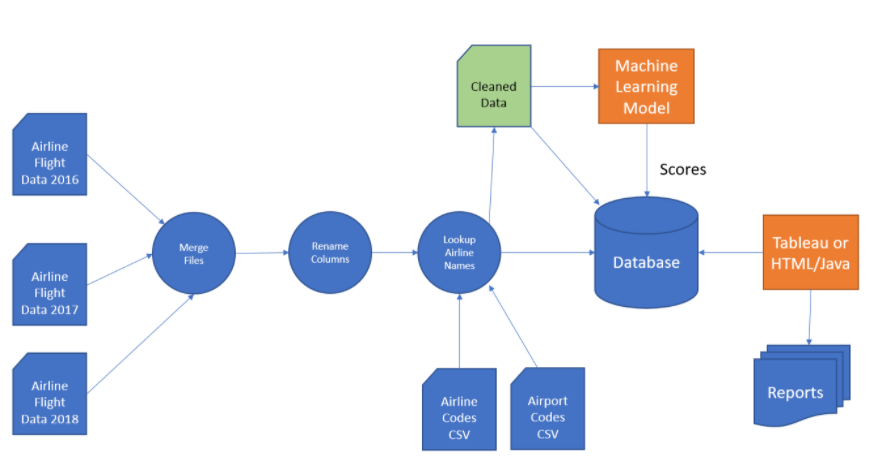 Cleaned
Data
Machine
Learning
Model
Airline
Flight
Data 2016
Scores
Merge
Files
Rename
Columns
Lookup
Airline
Names
Database
Tableau or
HTML/Java
Airline
Flight
Data 2017
Airline
Flight
Data 2018
Airline
Codes
CSV
Airport
Codes
CSV
Reports